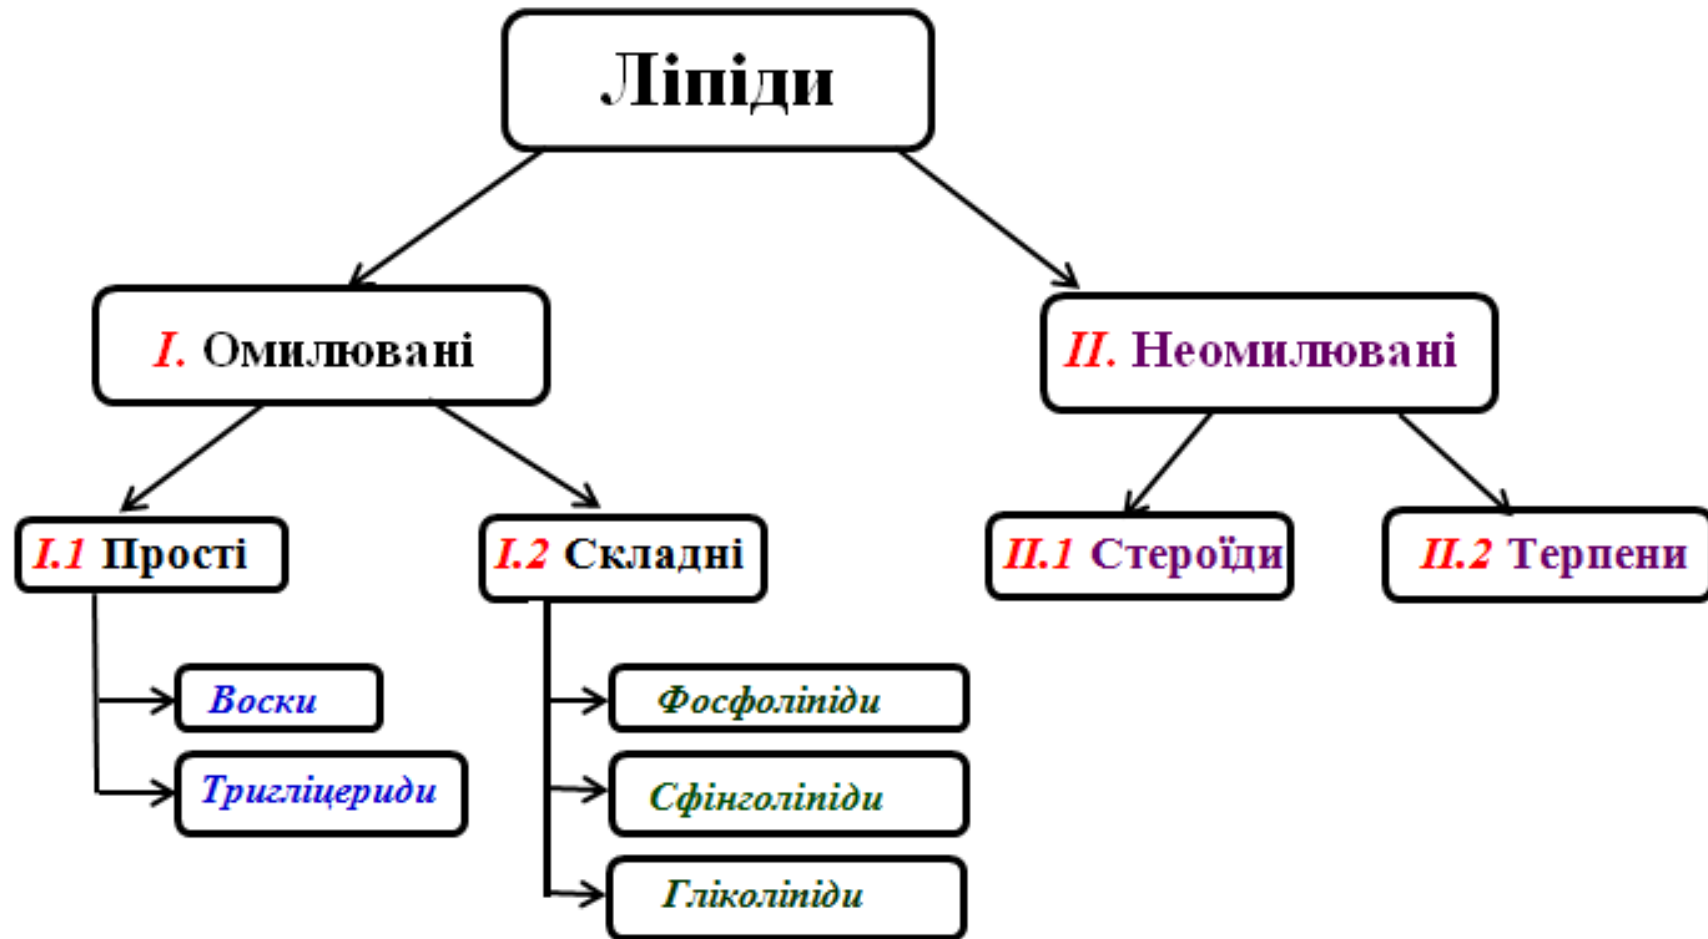 Ліпіди
I. Омилювані
II. Неомилювані
I.1 Прості
I.2 Складні
II.1 Стероїди
II.2 Терпени
Воски
Фосфоліпіди
Тригліцериди
Сфінголіпіди
Гліколіпіди